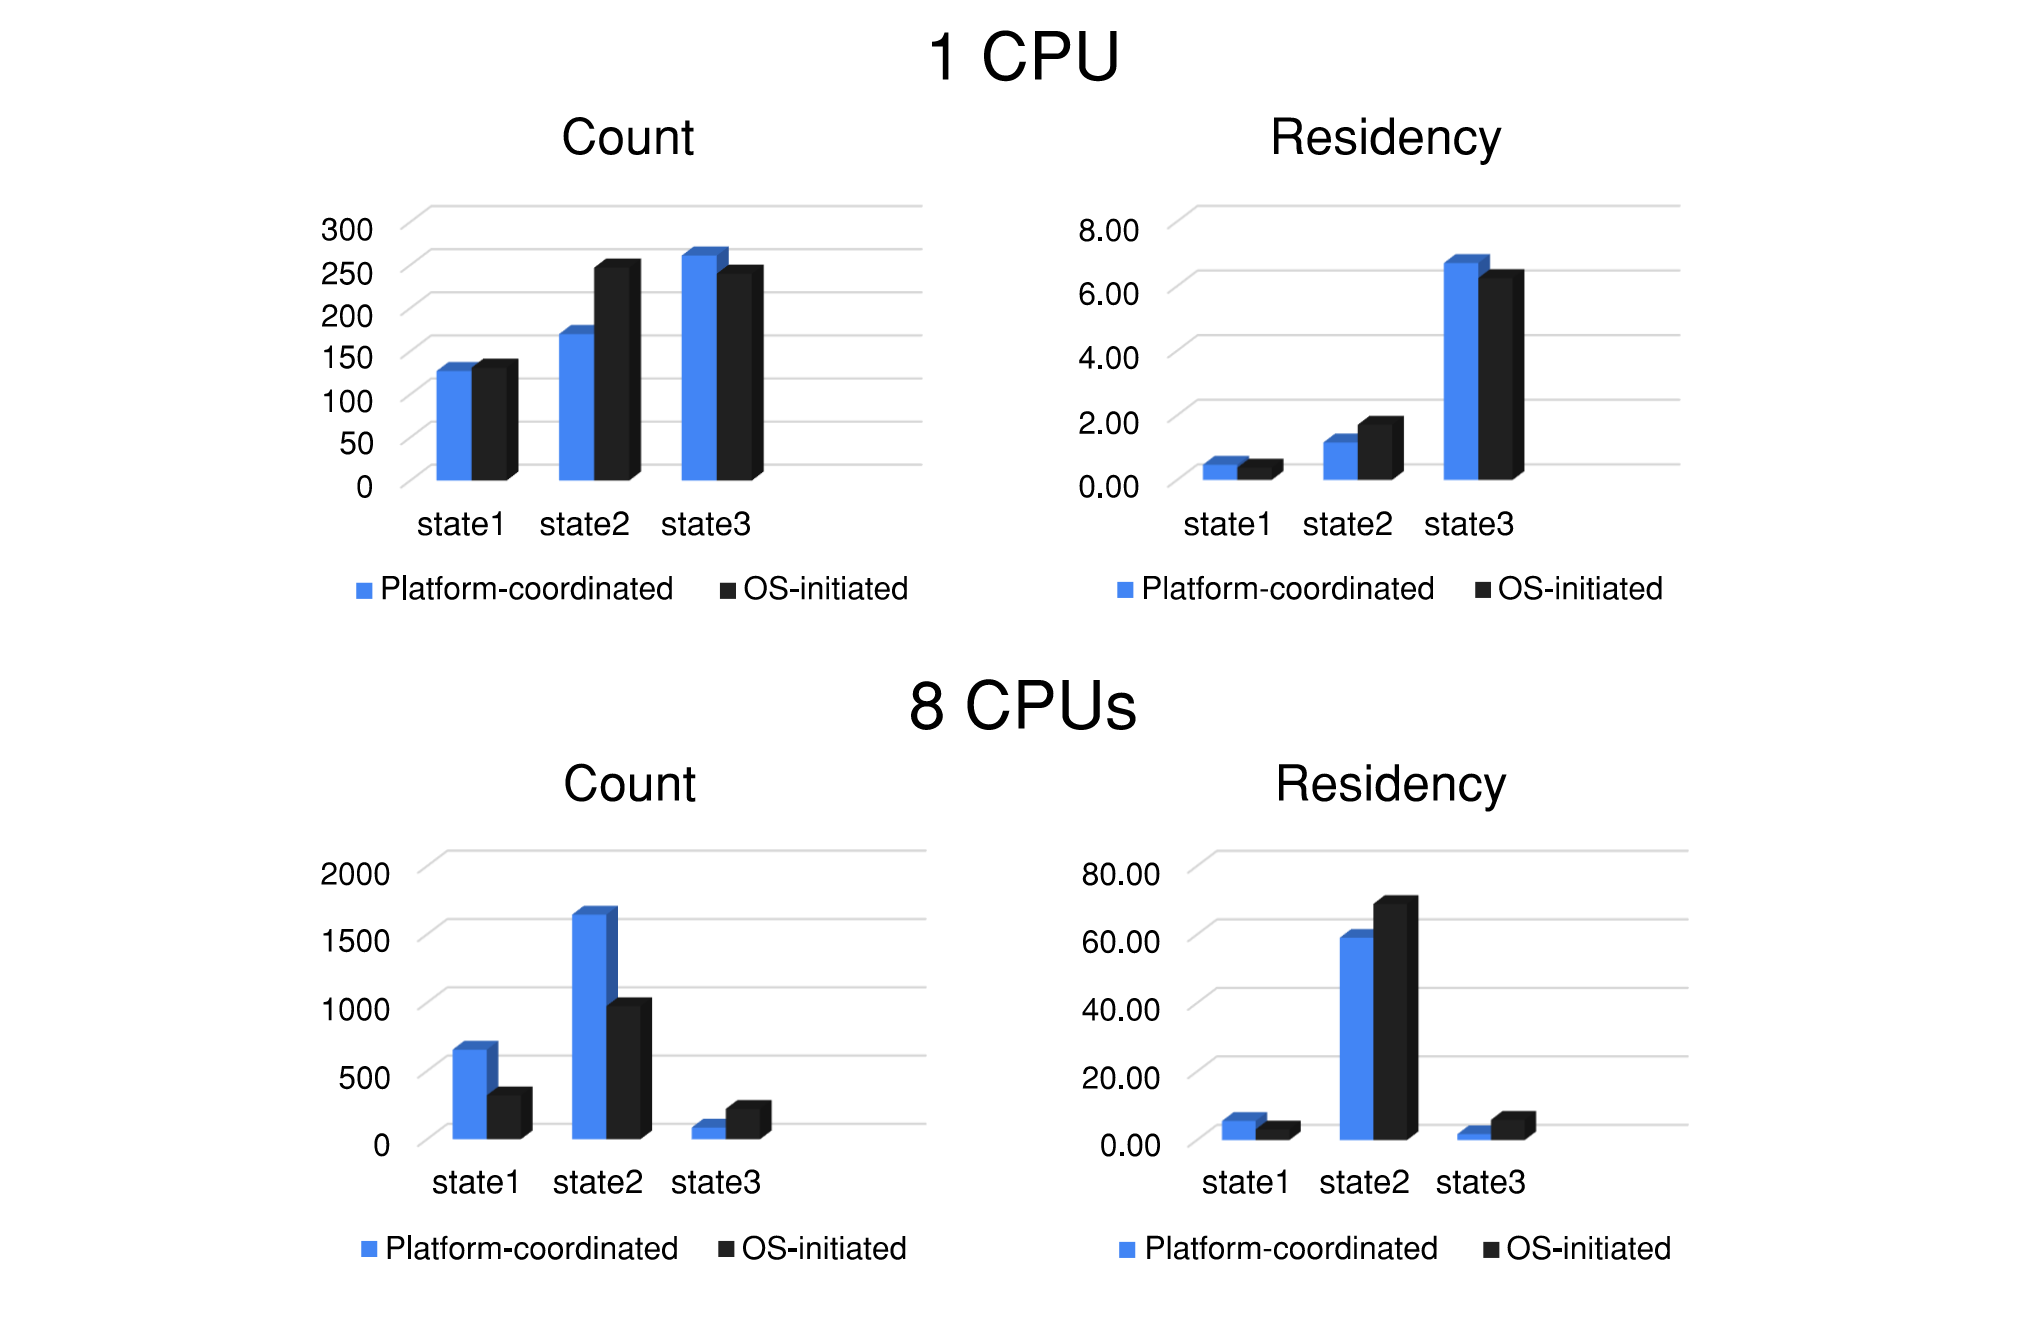 1 CPU
Count
300
250
200
150
100
50
0
state1 state2 state3
Platform-coordinated OS-initiated
Residency
8.00
6.00
4.00
2.00
0.00
state1 state2 state3
Platform-coordinated OS-initiated
8 CPUs
Count
2000
1500
1000
500
0
state1 state2 state3
Platform-coordinated OS-initiated
Residency
80.00
60.00
40.00
20.00
0.00
state1 state2 state3
Platform-coordinated OS-initiated